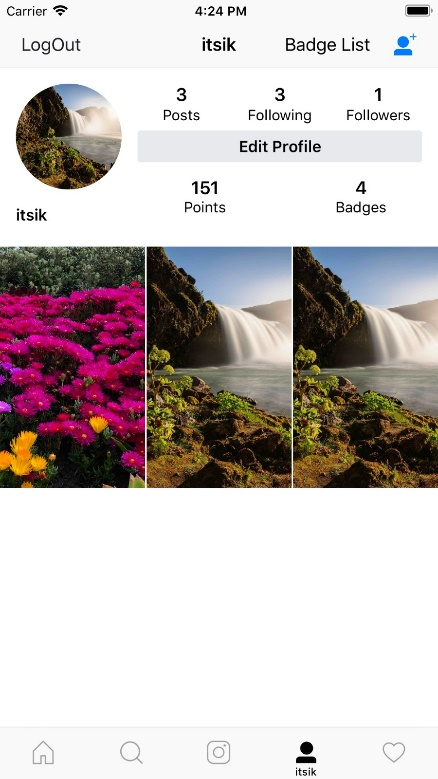 Carrier 4:24 PM
LogOut itsik Badge List
3 3 1
Posts Following Followers
Edit Profile
151 4
Points Badges
itsik
itsik